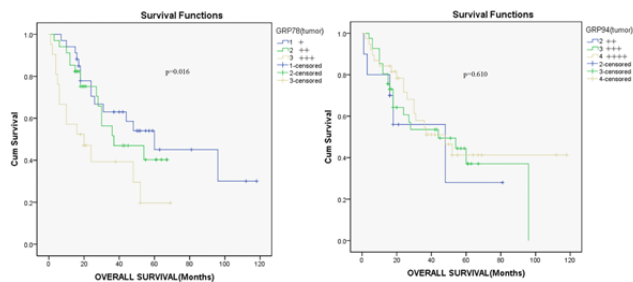 Survival Functions
GRP78(tumor)
1 +
2 ++
3 +++
1-censored
2-censored
3-censored
p=0.016
Cum Survival
1.0
0.8
0.6
0.4
0.2
0.0
0 20 40 60 80 100 120
OVERALL SURVIVAL(Months)
Survival Functions
GRP94(tumor)
2 ++
3 +++
4 ++++
2-censored
3-censored
4-censored
p=0.610
Cum Survival
1.0
0.8
0.6
0.4
0.2
0.0
0 20 40 60 80 100 120
OVERALL SURVIVAL(Months)